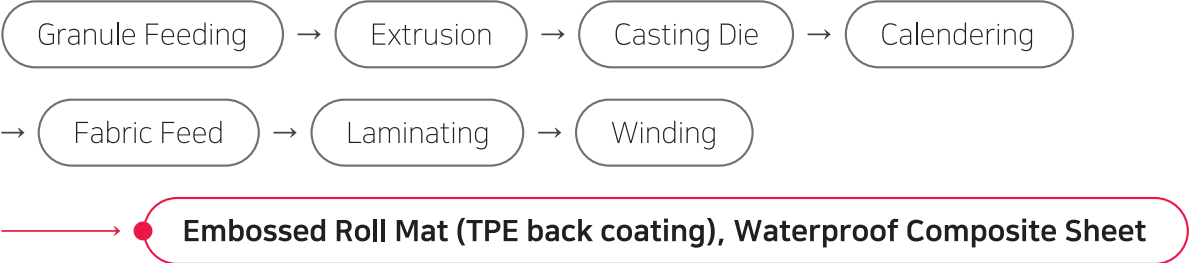 Granule Feeding → Extrusion → Casting Die → Calendering
→ Fabric Feed → Laminating → Winding
→ Embossed Roll Mat (TPE back coating), Waterproof Composite Sheet